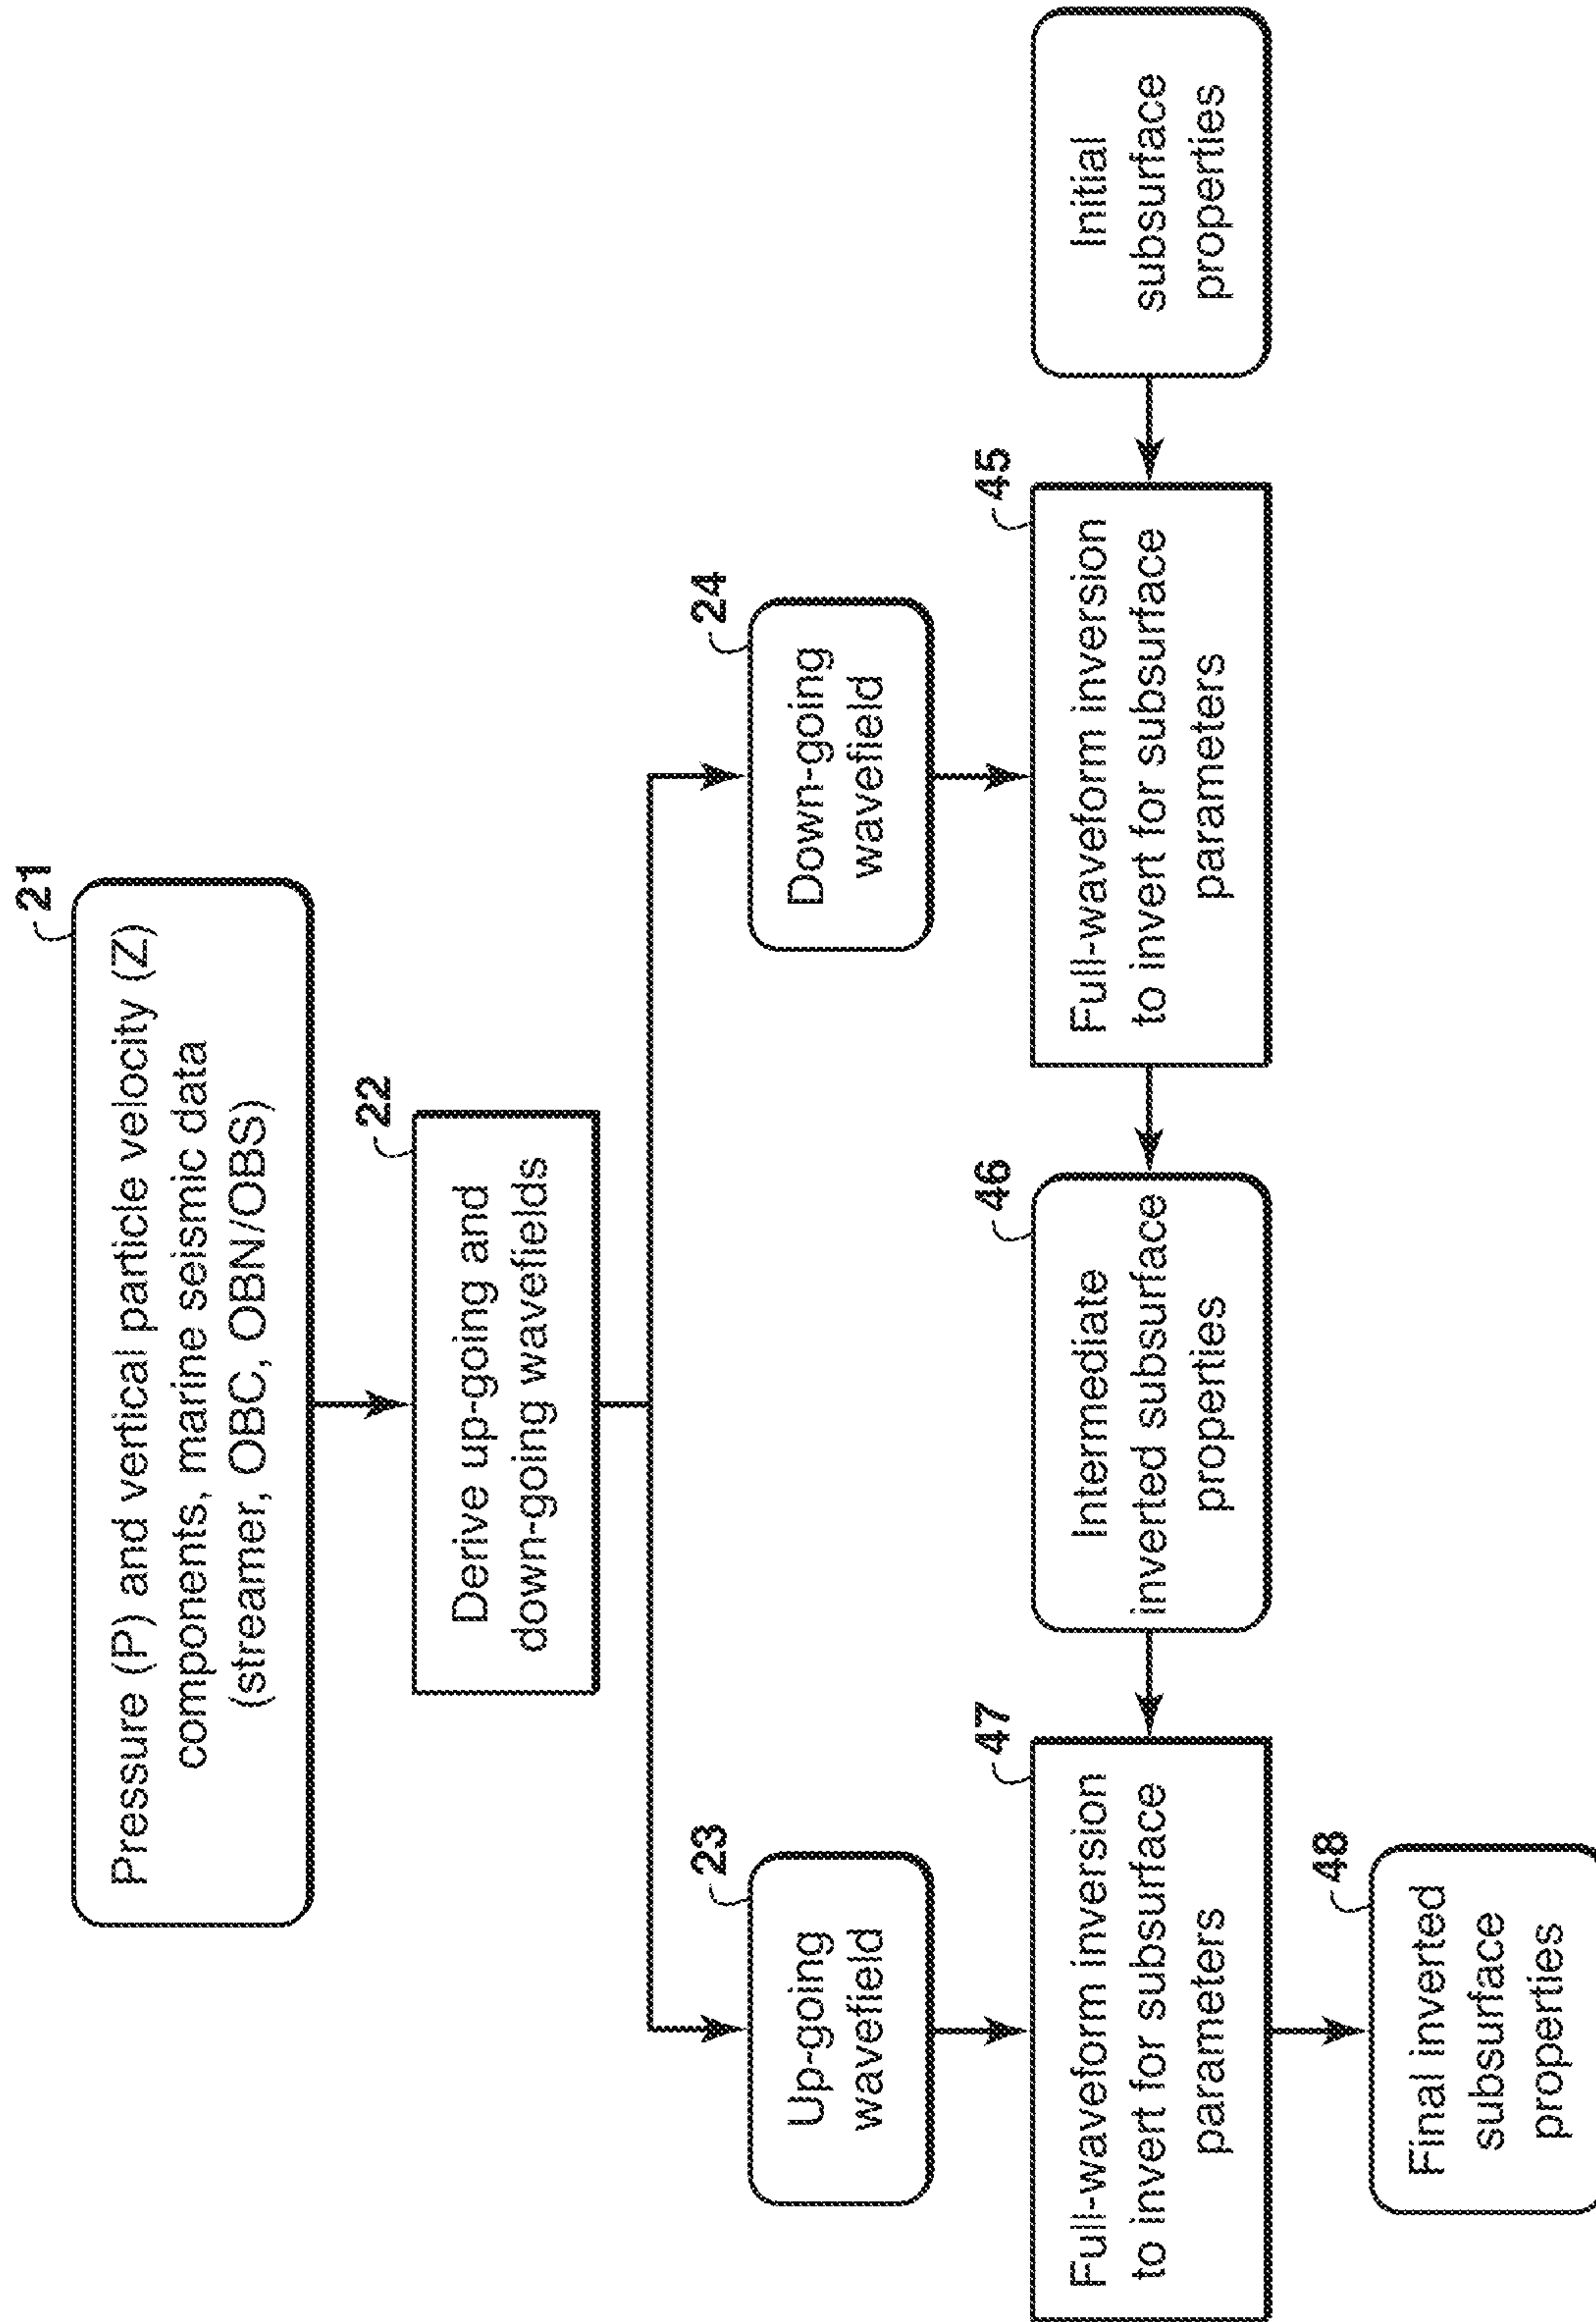 21
Pressure (P) and vertical particle velocity (Z)
components, marine seismic data
(streamer, OBC, OBN/OBS)
22
Derive up-going and
down-going wavefields
23
Up-going
wavefield
24
Down-going
wavefield
47
Full-waveform inversion
to invert for subsurface
parameters
46
Intermediate
inverted subsurface
properties
45
Full-waveform inversion
to invert for subsurface
parameters
Initial
subsurface
properties
48
Final inverted
subsurface
properties